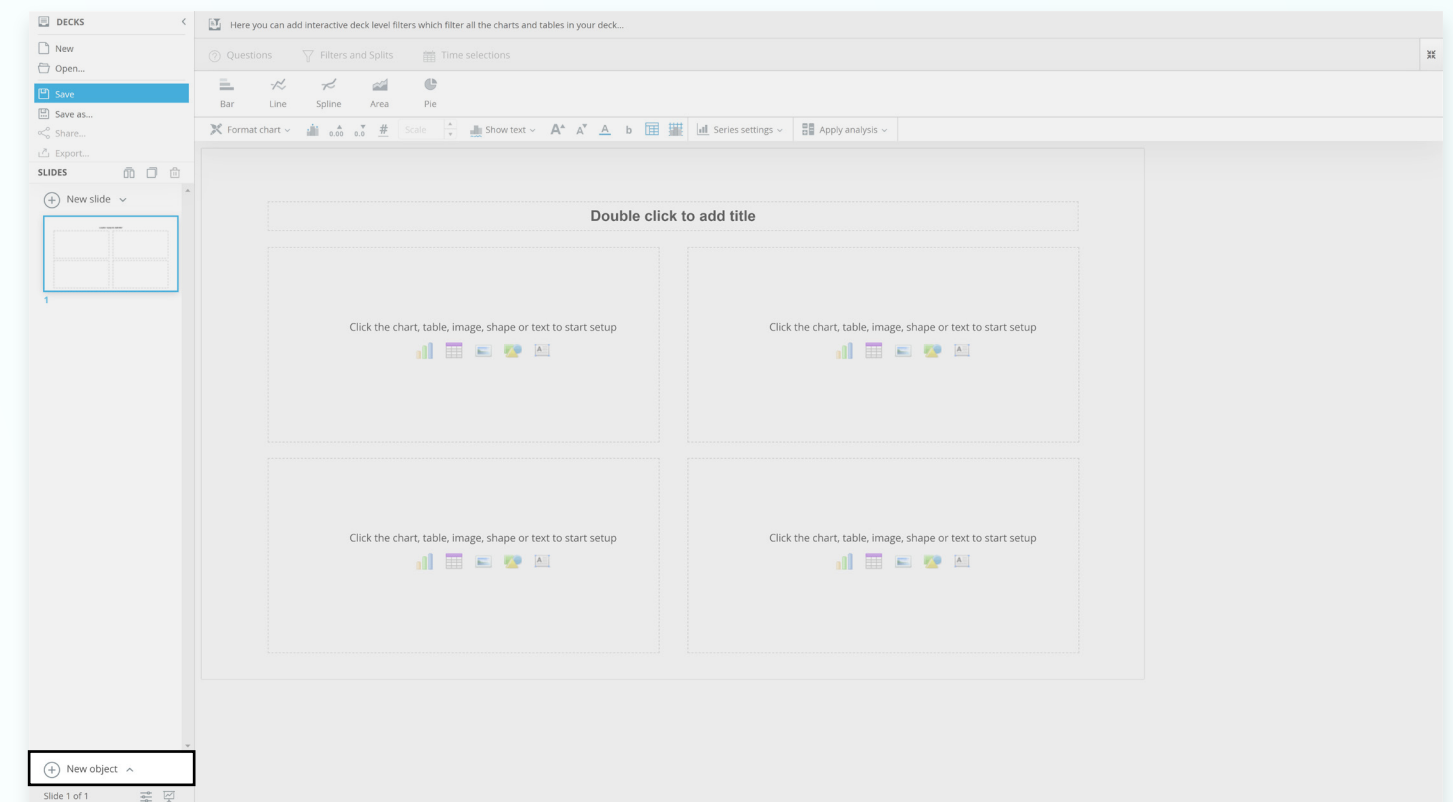 DECKS
Here you can add interactive deck level filters which filter all the charts and tables in your deck...
New
Open...
Questions
Filters and Splits
Time selections
Save
Save as...
Share...
Export...
Bar
Line
Spline
Area
Pie
Format chart
0.00
0.0
#
Scale
Show text
A
A
A
b
Series settings
Apply analysis
SLIDES
New slide
1
Double click to add title
Click the chart, table, image, shape or text to start setup
Click the chart, table, image, shape or text to start setup
Click the chart, table, image, shape or text to start setup
Click the chart, table, image, shape or text to start setup
New object
Slide 1 of 1